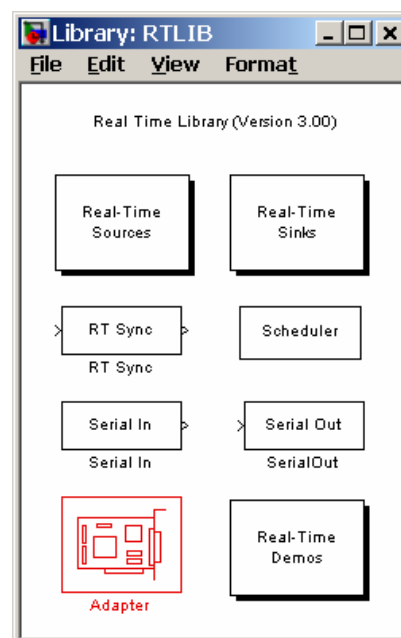 Library: RTLIB
File Edit View Format
Real Time Library (Version 3.00)
Real-Time
Sources
Real-Time
Sinks
RT Sync
RT Sync
Scheduler
Serial In
Serial In
Serial Out
SerialOut
Adapter
Real-Time
Demos